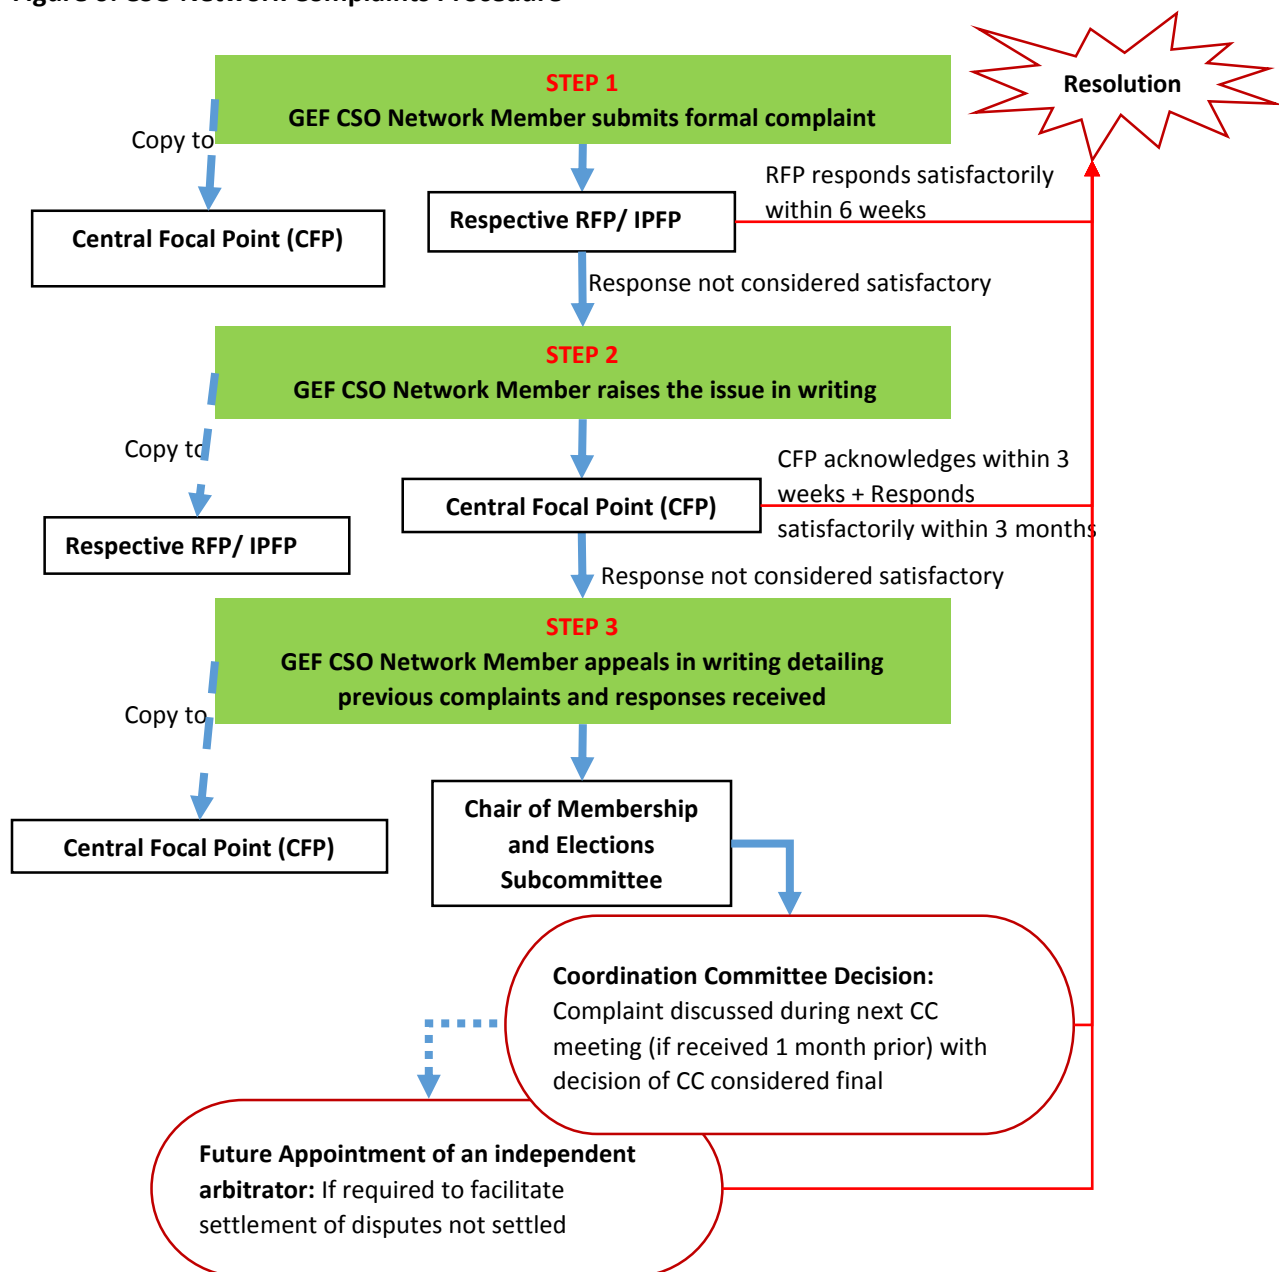 Figure 6: CSO Network Complaints Procedure
STEP 1
GEF CSO Network Member submits formal complaint
Resolution
Copy to
RFP responds satisfactorily
within 6 weeks
Central Focal Point (CFP)
Respective RFP/ IPFP
Response not considered satisfactory
STEP 2
GEF CSO Network Member raises the issue in writing
Copy to
CFP acknowledges within 3
weeks + Responds
satisfactorily within 3 months
Central Focal Point (CFP)
Respective RFP/ IPFP
Response not considered satisfactory
STEP 3
GEF CSO Network Member appeals in writing detailing
previous complaints and responses received
Copy to
Chair of Membership
and Elections
Subcommittee
Central Focal Point (CFP)
Coordination Committee Decision:
Complaint discussed during next CC
meeting (if received 1 month prior) with
decision of CC considered final
Future Appointment of an independent
arbitrator: If required to facilitate
settlement of disputes not settled